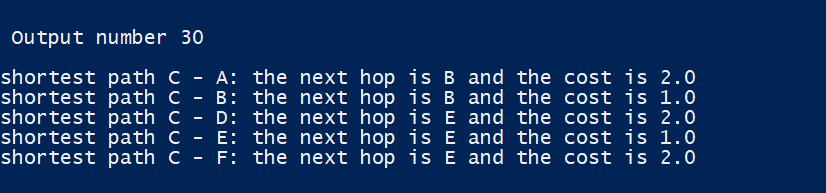 Output number 30
shortest path C - A: the next hop is B and the cost is 2.0
shortest path C - B: the next hop is B and the cost is 1.0
shortest path C - D: the next hop is E and the cost is 2.0
shortest path C - E: the next hop is E and the cost is 1.0
shortest path C - F: the next hop is E and the cost is 2.0